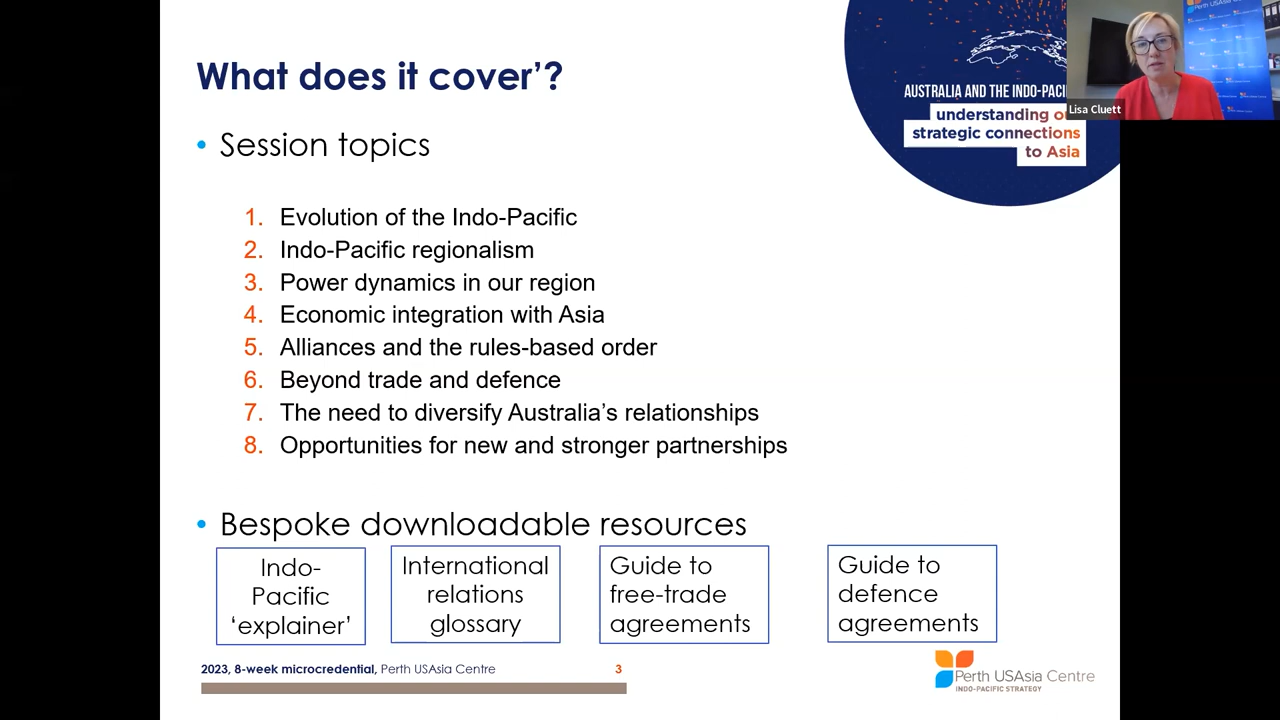 What does it cover’?
AUSTRALIA AND THE INDO-PACI
understanding o
strategic connections
to Asia
Perth USAsia
Lisa Cluett
• Session topics
1. Evolution of the Indo-Pacific
2. Indo-Pacific regionalism
3. Power dynamics in our region
4. Economic integration with Asia
5. Alliances and the rules-based order
6. Beyond trade and defence
7. The need to diversify Australia’s relationships
8. Opportunities for new and stronger partnerships
• Bespoke downloadable resources
Indo-
Pacific
‘explainer’
International
relations
glossary
Guide to
free-trade
agreements
Guide to
defence
agreements
2023, 8-week microcredential, Perth USAsia Centre
3
Perth USAsia Centre
INDO-PACIFIC STRATEGY